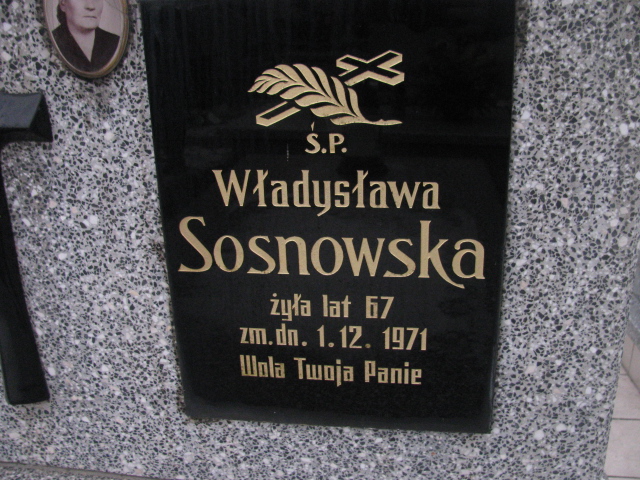 Ś.P.
Władysława
Sosnowska
żyła lat 67
zm.dn. 1.12. 1971
Wola Twoja Panie